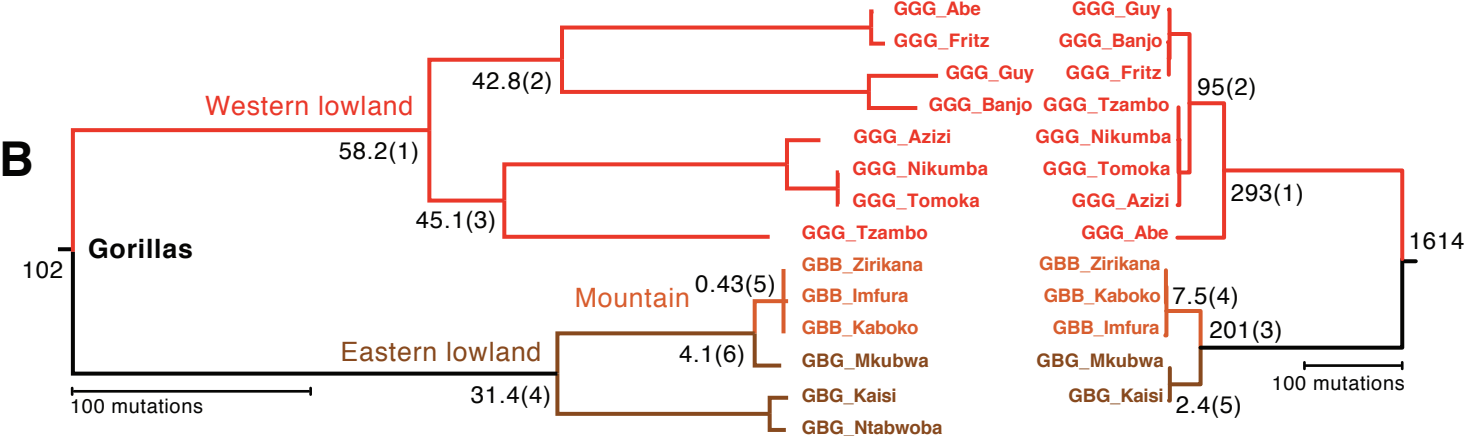 GGG_Abe GGG_Guy
GGG_Fritz GGG_Banjo
42.8(2) GGG_Guy GGG_Fritz 95(2)
Western lowland GGG_Banjo GGG_Tzambo
B 58.2(1) GGG_Azizi GGG_Nikumba
GGG_Nikumba GGG_Tomoka
GGG_Tomoka GGG_Azizi 293(1)
45.1(3) GGG_Tzambo GGG_Abe
Gorillas 1614
102 GBB_Zirikana GBB_Zirikana
Mountain 0.43(5) GBB_Imfura GBB_Kaboko 7.5(4)
GBB_Kaboko GBB_Imfura 201(3)
Eastern lowland 4.1(6) GBG_Mkubwa GBG_Mkubwa
100 mutations 31.4(4) GBG_Kaisi GBG_Kaisi 2.4(5) 100 mutations
GBG_Ntabwoba